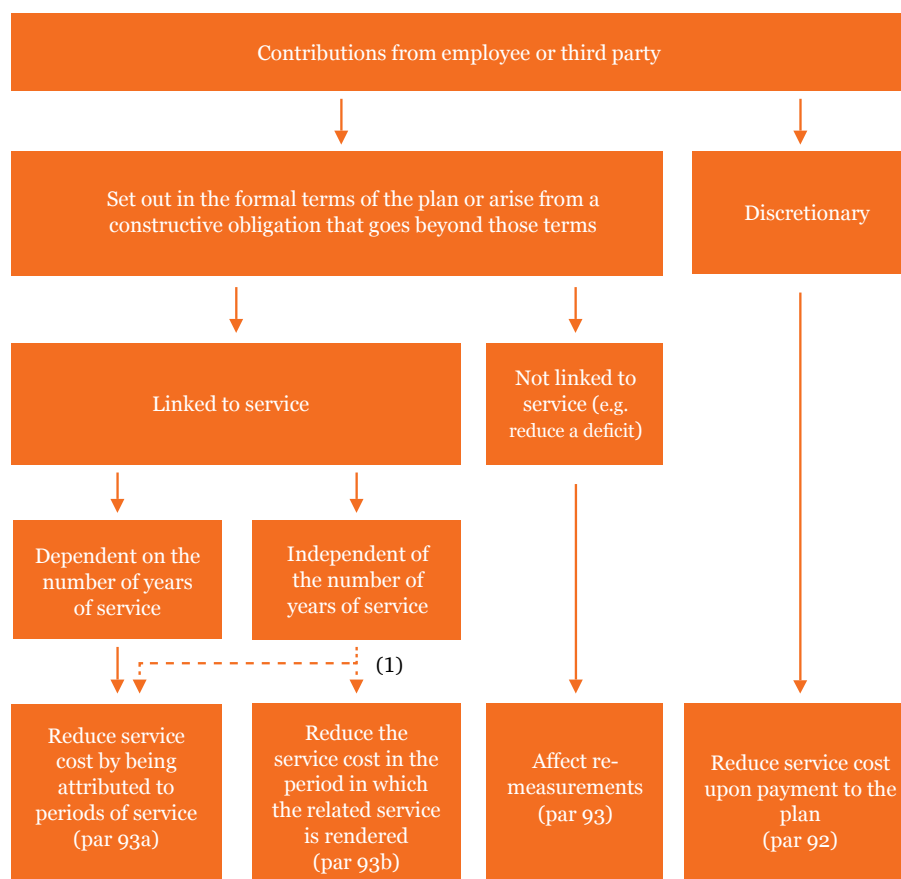 Contributions from employee or third party
Set out in the formal terms of the plan or arise from a
constructive obligation that goes beyond those terms
Discretionary
Linked to service
Not linked to
service (e.g.
reduce a deficit)
Dependent on the
number of years
of service
Independent of
the number of
years of service
(1)
Reduce service
cost by being
attributed to
periods of service
(par 93a)
Reduce the
service cost in the
period in which
the related service
is rendered
(par 93b)
Affect re-
measurements
(par 93)
Reduce service cost
upon payment to the
plan
(par 92)